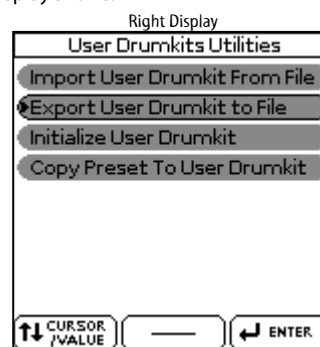 Right Display
User Drumkits Utilities
Import User Drumkit From File
Export User Drumkit to File
Initialize User Drumkit
Copy Preset To User Drumkit
CURSOR
/VALUE
ENTER